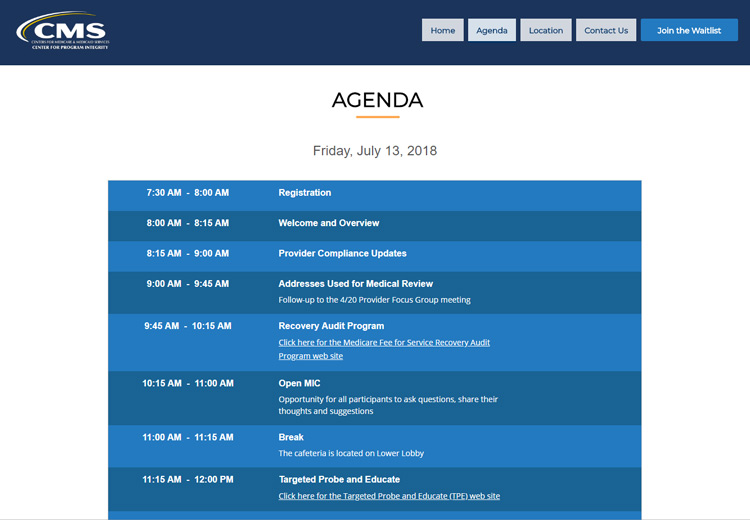 CMS
CENTERS FOR MEDICARE & MEDICAID SERVICES
CENTER FOR PROGRAM INTEGRITY
Home
Agenda
Location
Contact Us
Join the Waitlist
AGENDA
Friday, July 13, 2018
7:30 AM - 8:00 AM Registration
8:00 AM - 8:15 AM Welcome and Overview
8:15 AM - 9:00 AM Provider Compliance Updates
9:00 AM - 9:45 AM Addresses Used for Medical Review
Follow-up to the 4/20 Provider Focus Group meeting
9:45 AM - 10:15 AM Recovery Audit Program
Click here for the Medicare Fee for Service Recovery Audit
Program web site
10:15 AM - 11:00 AM Open MIC
Opportunity for all participants to ask questions, share their
thoughts and suggestions
11:00 AM - 11:15 AM Break
The cafeteria is located on Lower Lobby
11:15 AM - 12:00 PM Targeted Probe and Educate
Click here for the Targeted Probe and Educate (TPE) web site